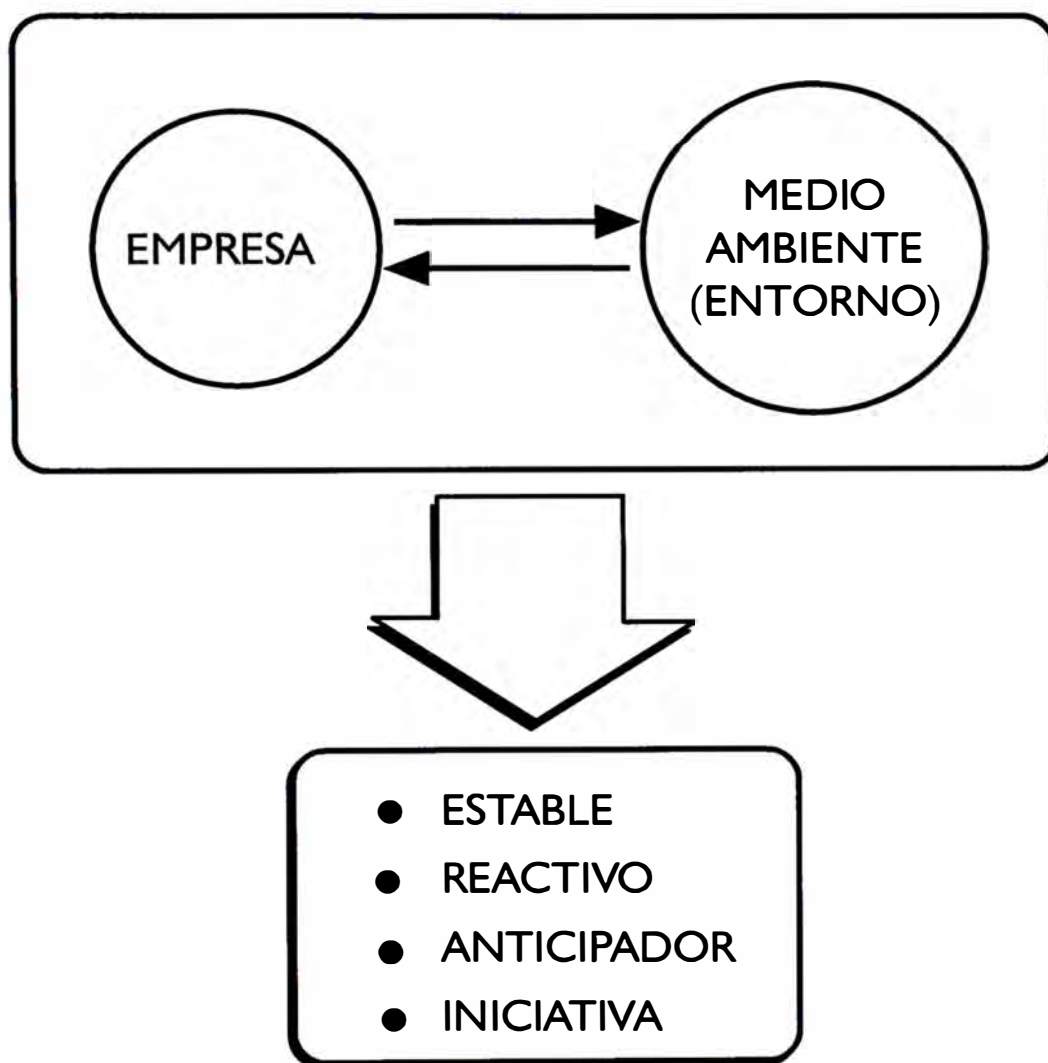 EMPRESA
MEDIO
AMBIENTE
(ENTORNO)
● ESTABLE
● REACTIVO
● ANTICIPADOR
● INICIATIVA